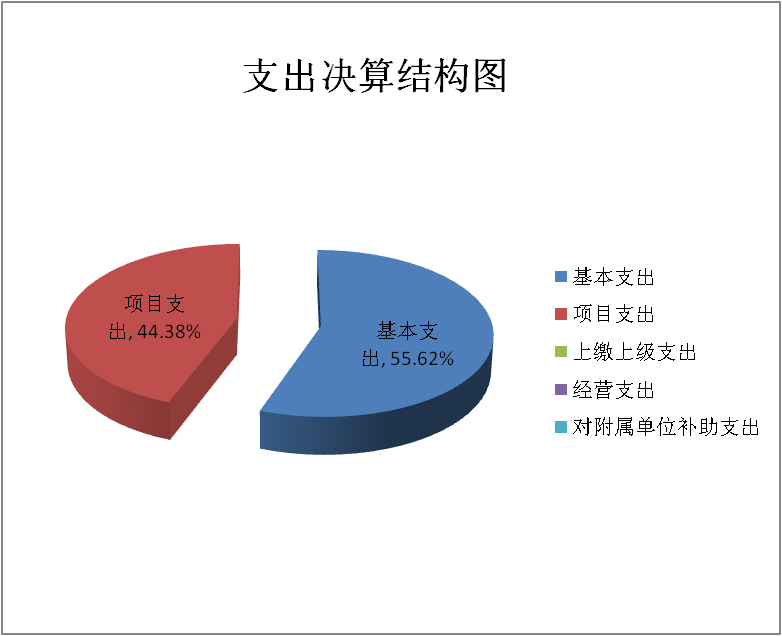 支出决算结构图
项目支
出, 44.38%
基本支
出, 55.62%
基本支出
项目支出
上缴上级支出
经营支出
对附属单位补助支出